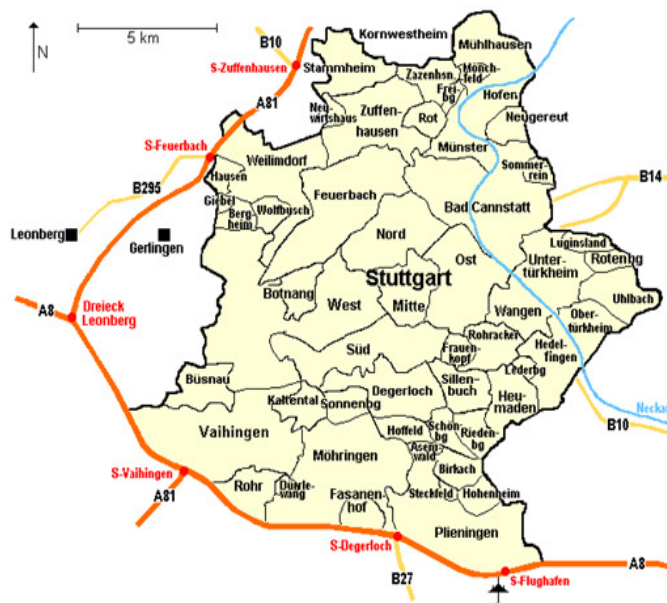 N
5 km
B10
S-Zuffenhausen
Kornwestheim
Mühlhausen
Stammheim
Zazenhsn.
Mönch-
feld
A81
Neu-
wirtshaus
Zuffen-
hausen
Rot
Freibg
Hofen
Neugereut
S-Feuerbach
Weilimdorf
Münster
Sommer-
rein
B14
B295
Hausen
Giebel
Berg-
heim
Wolfbusch
Feuerbach
Bad Cannstatt
Leonberg
Gerlingen
Nord
Ost
Luginsland
Rotenbg
Unter-
türkheim
Stuttgart
Uhlbach
A8
Dreieck
Leonberg
Botnang
West
Mitte
Wangen
Ober-
türkheim
Süd
Frauen-
kopf
Rohracker
Hedel-
fingen
Lederbg
Büsnau
Kaltental
Sonnenbg
Degerloch
Sillen-
buch
Heu-
maden
Neckar
B10
Vaihingen
Hoffeld
Schön-
bg
Rieden-
bg
Möhringen
Asem-
wald
Birkach
S-Vaihingen
A81
Rohr
Dürrle-
wang
Fasanen-
hof
Steckfeld
Hohenheim
S-Degerloch
Plieningen
B27
S-Flughafen
A8